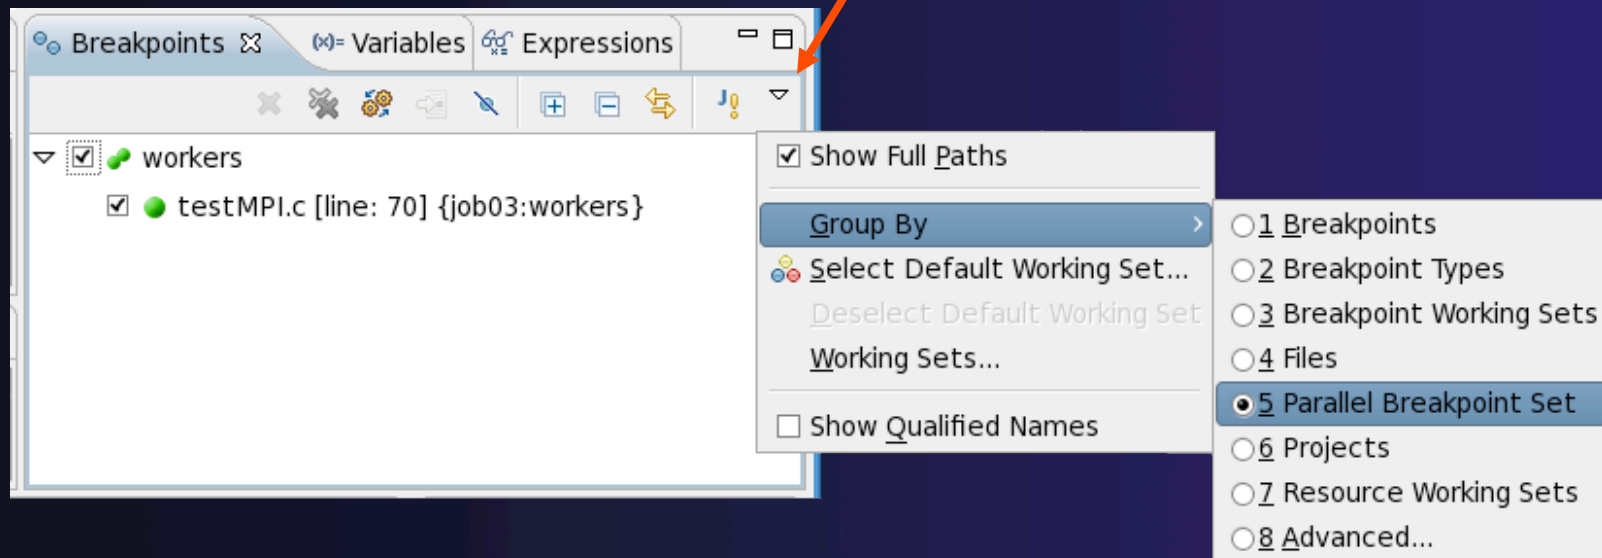 Breakpoints
(x)= Variables
Expressions
workers
testMPI.c [line: 70] {job03:workers}
Show Full Paths
Group By
Select Default Working Set...
Deselect Default Working Set
Working Sets...
Show Qualified Names
1 Breakpoints
2 Breakpoint Types
3 Breakpoint Working Sets
4 Files
5 Parallel Breakpoint Set
6 Projects
7 Resource Working Sets
8 Advanced...